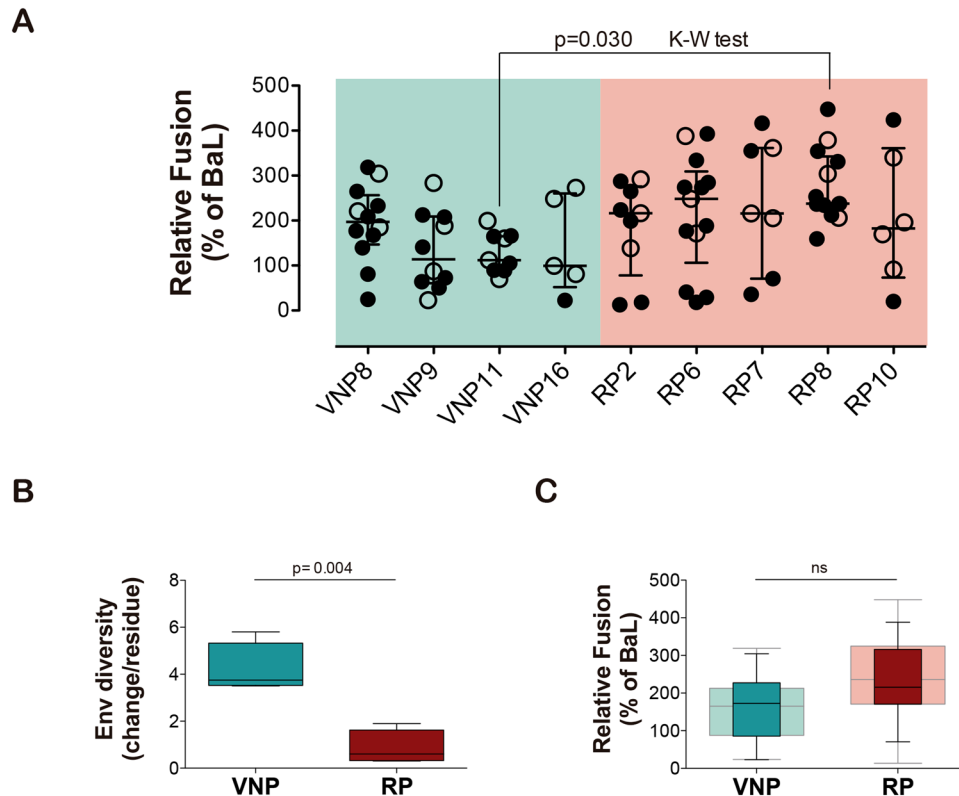 A
p=0.030 K-W test
Relative Fusion
(% of BaL)
500
400
300
200
100
0
VNP8
VNP9
VNP11
VNP16
RP2
RP6
RP7
RP8
RP10
B
p= 0.004
Env diversity
(change/residue)
8
6
4
2
0
VNP
RP
C
ns
Relative Fusion
(% of BaL)
500
400
300
200
100
0
VNP
RP